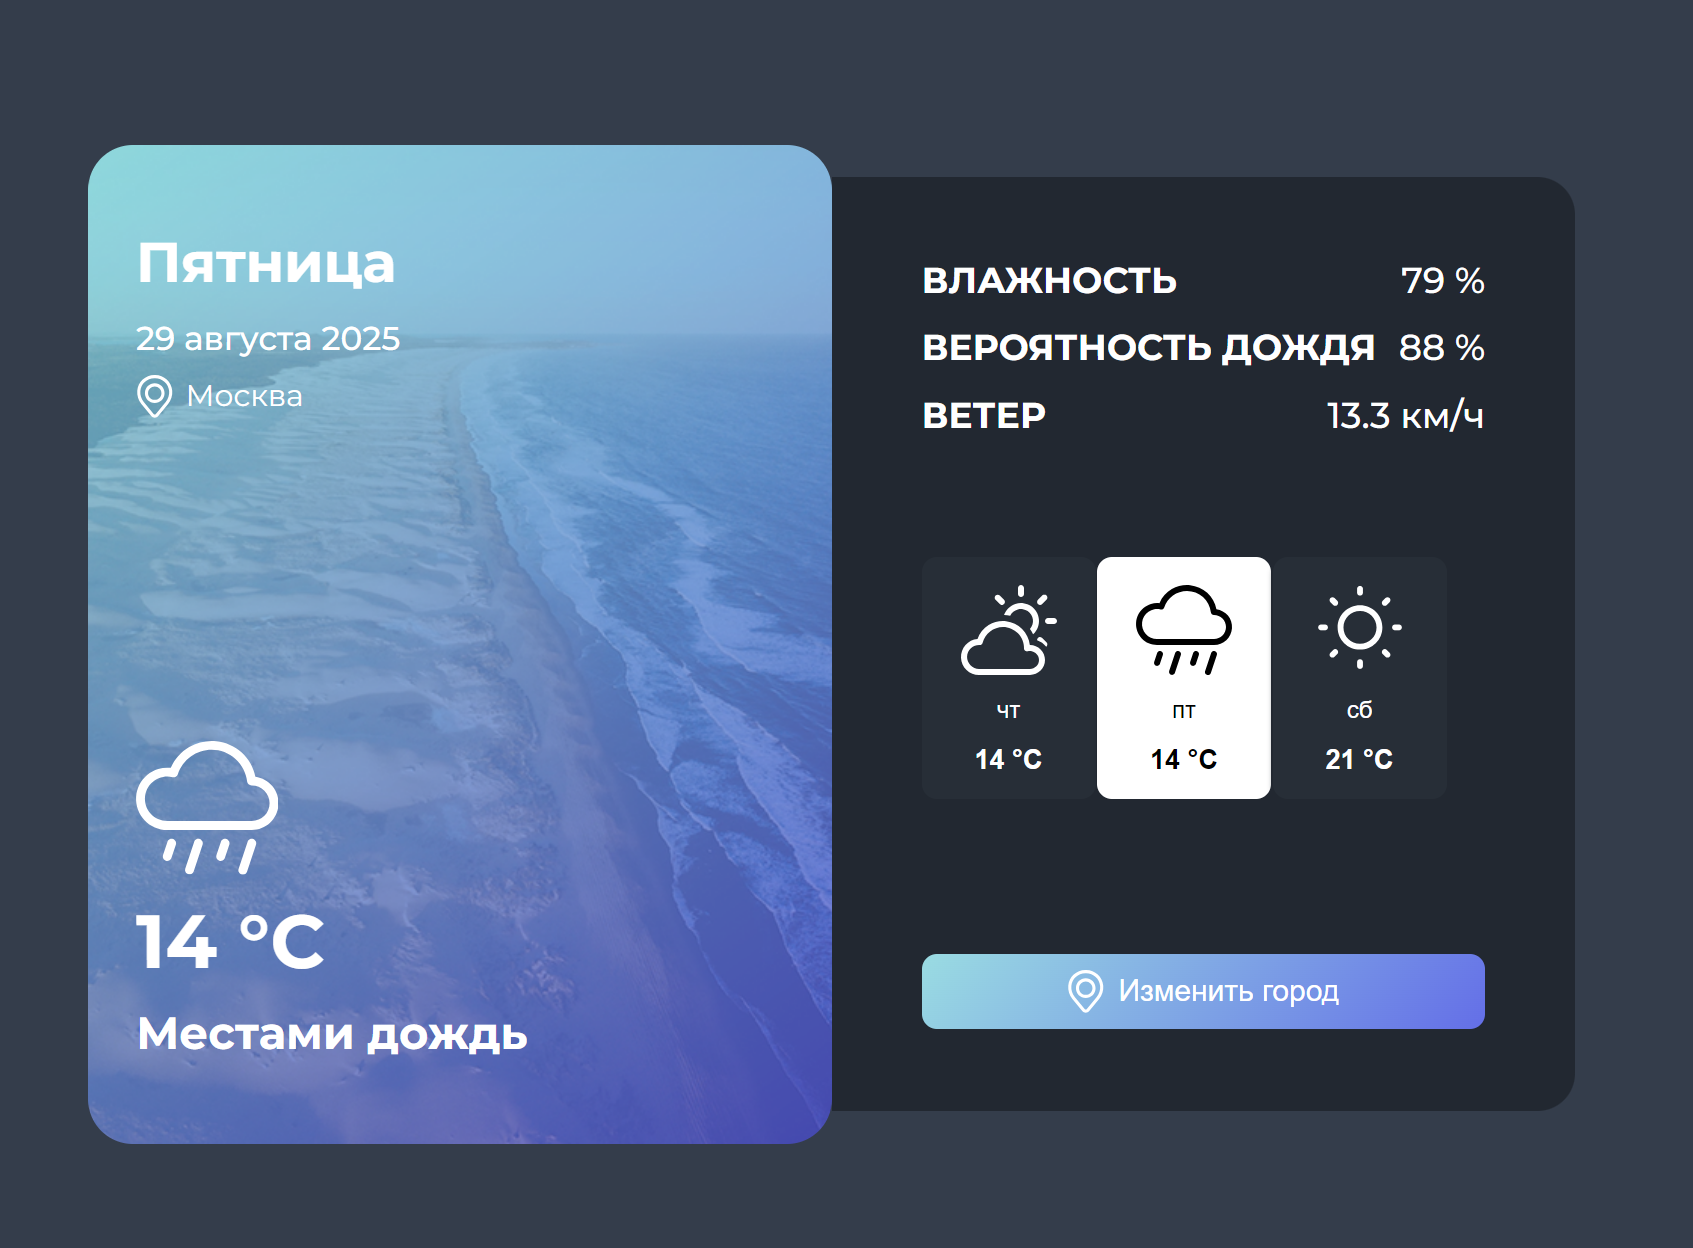 Пятница
29 августа 2025
Москва
14 °C
Местами дождь
ВЛАЖНОСТЬ 79 %
ВЕРОЯТНОСТЬ ДОЖДЯ 88 %
ВЕТЕР 13.3 км/ч
чт
14 °C
пт
14 °C
сб
21 °C
Изменить город